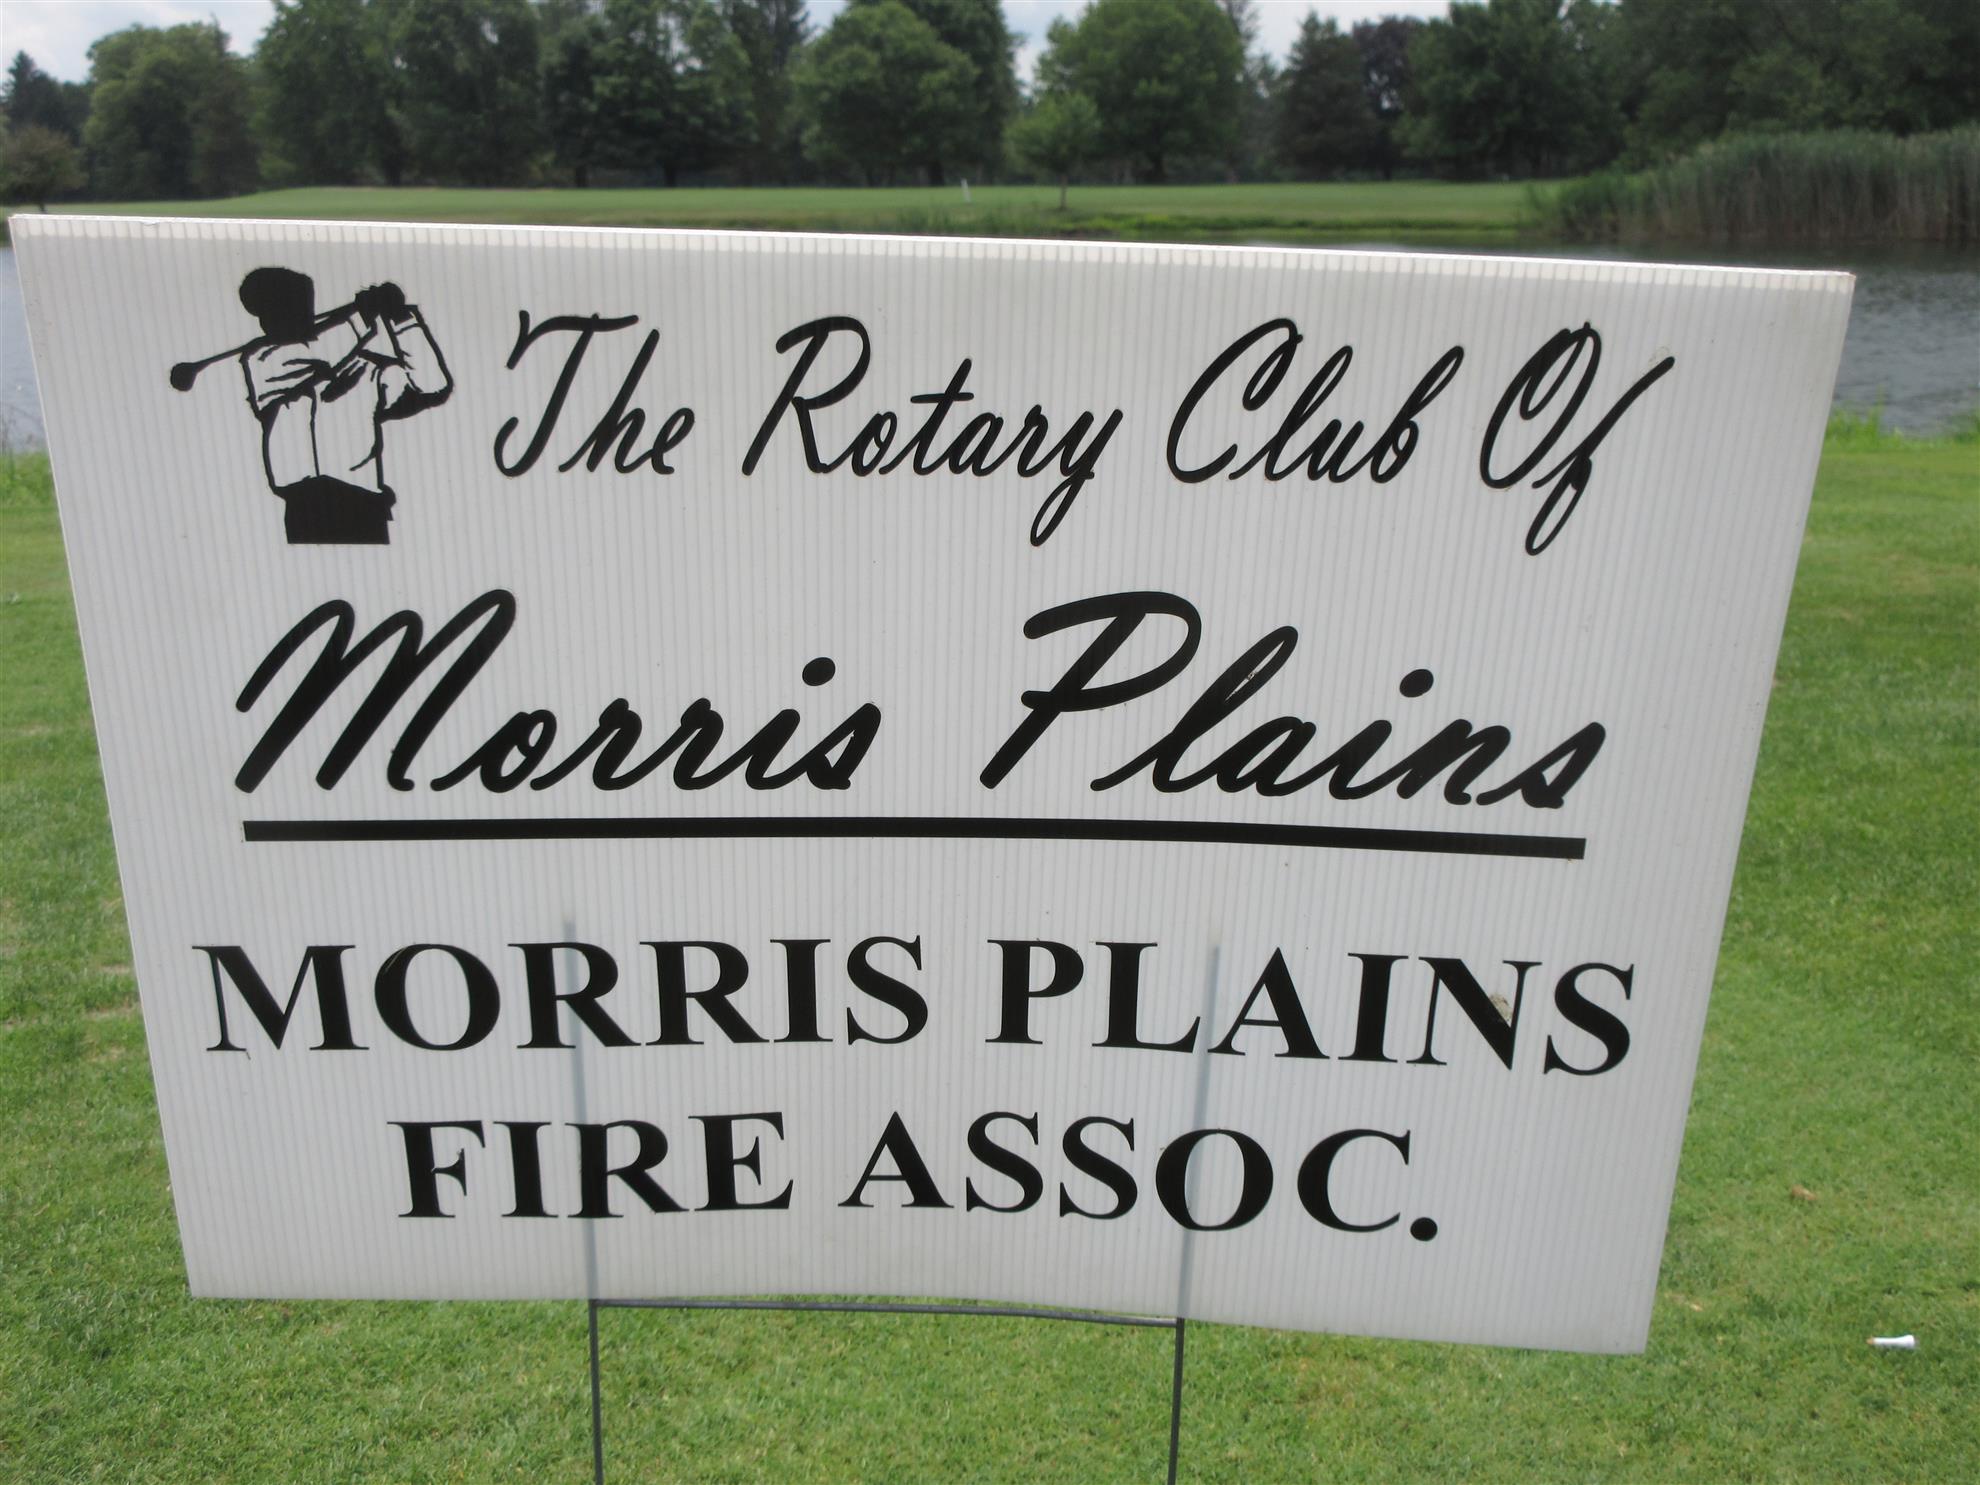 The Rotary Club Of
Morris Plains
MORRIS PLAINS
FIRE ASSOC.